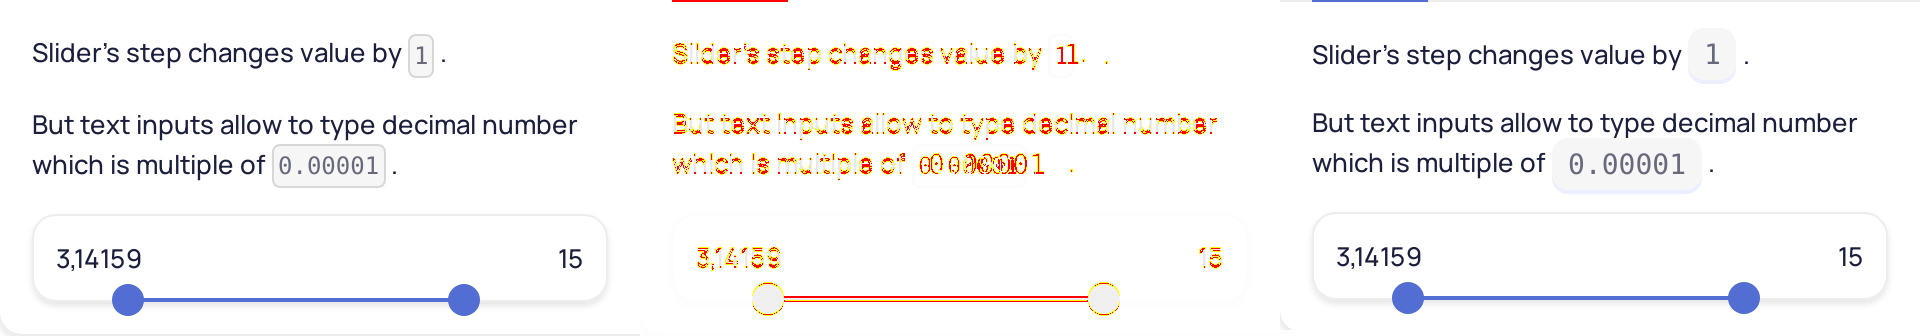 Slider's step changes value by 1 .
But text inputs allow to type decimal number
which is multiple of 0.00001 .
3,14159 15
Slider's step changes value by 11. .
But text inputs allow to type decimal number
which is multiple of
3,14159 15
Slider's step changes value by 1 .
But text inputs allow to type decimal number
which is multiple of 0.00001 .
3,14159 15